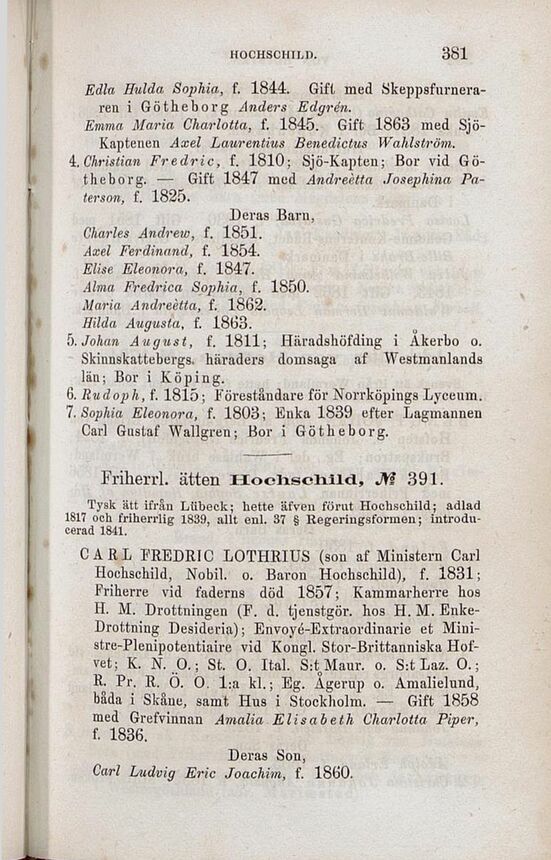 HOCHSCHILD. 381
Edla Hulda Sophia, f. 1844. Gift med Skeppsfurnera-
ren i Götheborg Anders Edgrén.
Emma Maria Charlotta, f. 1845. Gift 1863 med Sjö-
Kaptenen Axel Laurentius Benedictus Wahlström.
4. Christian Fredric, f. 1810; Sjö-Kapten; Bor vid Gö-
theborg. — Gift 1847 med Andreètta Josephina Pa-
terson, f. 1825.
Deras Barn,
Charles Andrew, f. 1851.
Axel Ferdinand, f. 1854.
Elise Eleonora, f. 1847.
Alma Fredrica Sophia, f. 1850.
Maria Andreètta, f. 1862.
Hilda Augusta, f. 1863.
5. Johan August, f. 1811; Häradshöfding i Åkerbo o.
Skinnskattebergs. häraders domsaga af Westmanlands
län; Bor i Köping.
6. Rudoph, f. 1815; Föreståndare för Norrköpings Lyceum.
7. Sophia Eleonora, f. 1803; Enka 1839 efter Lagmannen
Carl Gustaf Wallgren; Bor i Götheborg.
Friherrl. ätten Hochschild, № 391.
Tysk ätt ifrån Lübeck; hette äfven förut Hochschild; adlad
1817 och friherrlig 1839, allt enl. 37 § Regeringsformen; introdu-
cerad 1841.
CARL FREDRIC LOTHRIUS (son af Ministern Carl
Hochschild, Nobil. o. Baron Hochschild), f. 1831;
Friherre vid faderns död 1857; Kammarherre hos
H. M. Drottningen (F. d. tjenstgör. hos H. M. Enke-
Drottning Desideria); Envoyé-Extraordinarie et Mini-
stre-Plenipotentiaire vid Kongl. Stor-Brittanniska Hof-
vet; K. N. O.; St. O. Ital. S:t Maur. o. S:t Laz. O.;
R. Pr. R. Ö. O. 1:a kl.; Eg. Ågerup o. Amalielund,
båda i Skåne, samt Hus i Stockholm. — Gift 1858
med Grefvinnan Amalia Elisabeth Charlotta Piper,
f. 1836.
Deras Son,
Carl Ludvig Eric Joachim, f. 1860.